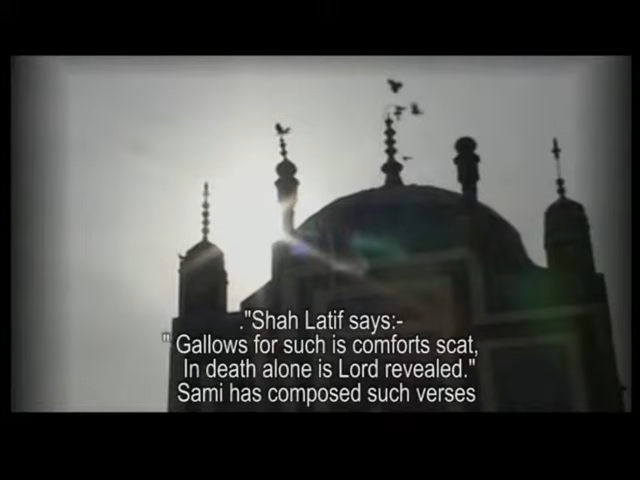 ."Shah Latif says:-
" Gallows for such is comforts scat,
In death alone is Lord revealed."
Sami has composed such verses